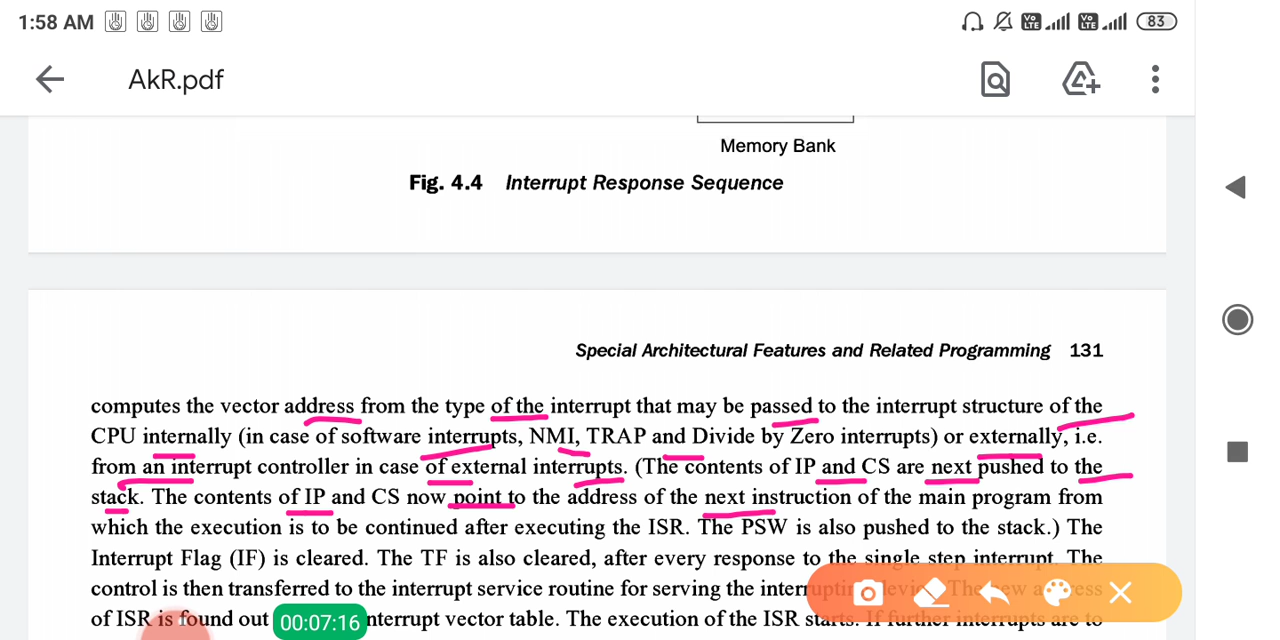 1:58 AM
Vo LTE Vo LTE 83
AkR.pdf
Memory Bank
Fig. 4.4 Interrupt Response Sequence
Special Architectural Features and Related Programming 131
computes the vector address from the type of the interrupt that may be passed to the interrupt structure of the
CPU internally (in case of software interrupts, NMI, TRAP and Divide by Zero interrupts) or externally, i.e.
from an interrupt controller in case of external interrupts. (The contents of IP and CS are next pushed to the
stack. The contents of IP and CS now point to the address of the next instruction of the main program from
which the execution is to be continued after executing the ISR. The PSW is also pushed to the stack.) The
Interrupt Flag (IF) is cleared. The TF is also cleared, after every response to the single step interrupt. The
control is then transferred to the interrupt service routine for serving the interrupting device. The new address
of ISR is found out nterrupt vector table. The execution of the ISR starts. If further interrupts are to
00:07:16